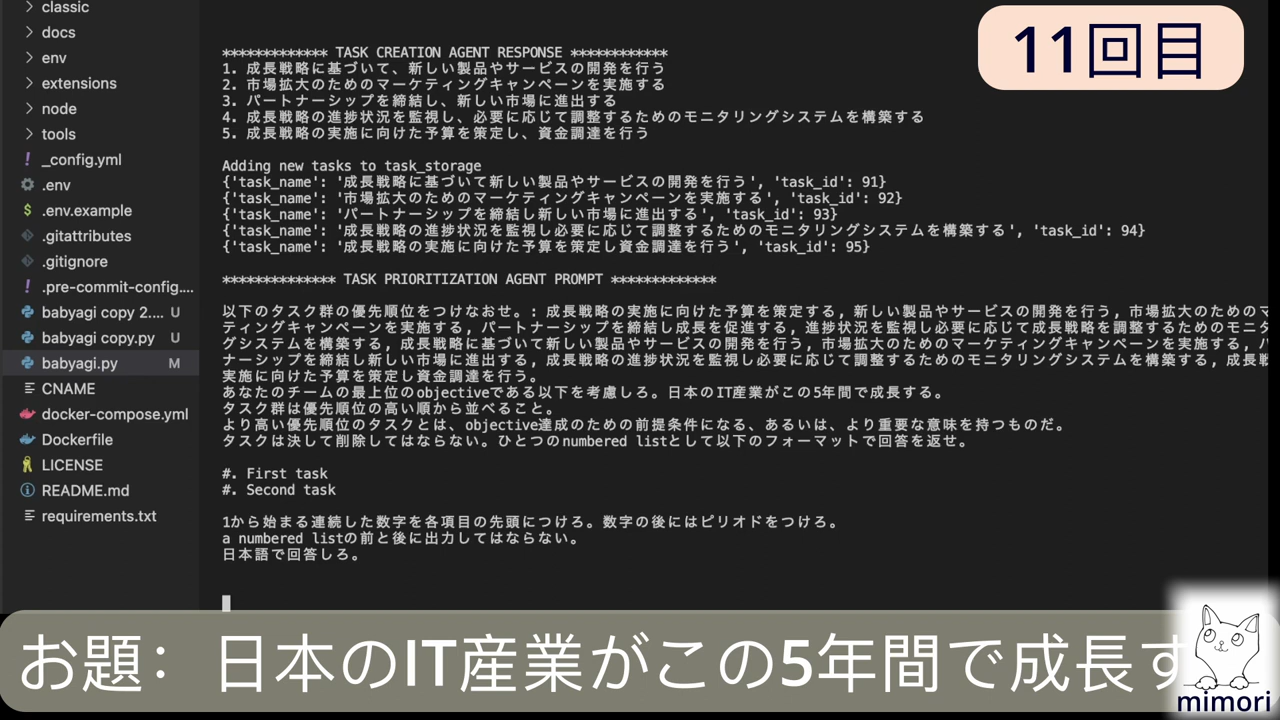 classic
docs
env
extensions
node
tools
_config.yml
.env
.env.example
.gitattributes
.gitignore
.pre-commit-config....
babyagi copy 2.... U
babyagi copy.py U
babyagi.py M
CNAME
docker-compose.yml
Dockerfile
LICENSE
README.md
requirements.txt
************* TASK CREATION AGENT RESPONSE ************
1. 成長戦略に基づいて、新しい製品やサービスの開発を行う
2. 市場拡大のためのマーケティングキャンペーンを実施する
3. パートナーシップを締結し、新しい市場に進出する
4. 成長戦略の進捗状況を監視し、必要に応じて調整するためのモニタリングシステムを構築する
5. 成長戦略の実施に向けた予算を策定し、資金調達を行う
Adding new tasks to task_storage
{'task_name': '成長戦略に基づいて新しい製品やサービスの開発を行う', 'task_id': 91}
{'task_name': '市場拡大のためのマーケティングキャンペーンを実施する', 'task_id': 92}
{'task_name': 'パートナーシップを締結し新しい市場に進出する', 'task_id': 93}
{'task_name': '成長戦略の進捗状況を監視し必要に応じて調整するためのモニタリングシステムを構築する', 'task_id': 94}
{'task_name': '成長戦略の実施に向けた予算を策定し資金調達を行う', 'task_id': 95}
************** TASK PRIORITIZATION AGENT PROMPT *************
以下のタスク群の優先順位をつけなおせ。: 成長戦略の実施に向けた予算を策定する, 新しい製品やサービスの開発を行う, 市場拡大のためのマ
ティングキャンペーンを実施する, パートナーシップを締結し成長を促進する, 進捗状況を監視し必要に応じて成長戦略を調整するためのモニタ
グシステムを構築する, 成長戦略に基づいて新しい製品やサービスの開発を行う, 市場拡大のためのマーケティングキャンペーンを実施する, パ
ナーシップを締結し新しい市場に進出する, 成長戦略の進捗状況を監視し必要に応じて調整するためのモニタリングシステムを構築する, 成長戦
実施に向けた予算を策定し資金調達を行う。
あなたのチームの最上位のobjectiveである以下を考慮しろ。日本のIT産業がこの5年間で成長する。
タスク群は優先順位の高い順から並べること。
より高い優先順位のタスクとは、objective達成のための前提条件になる、あるいは、より重要な意味を持つものだ。
タスクは決して削除してはならない。ひとつのnumbered listとして以下のフォーマットで回答を返せ。
#. First task
#. Second task
1から始まる連続した数字を各項目の先頭につけろ。数字の後にはピリオドをつけろ。
a numbered listの前と後に出力してはならない。
日本語で回答しろ。
11回目
お題： 日本のIT産業がこの5年間で成長す
mimori